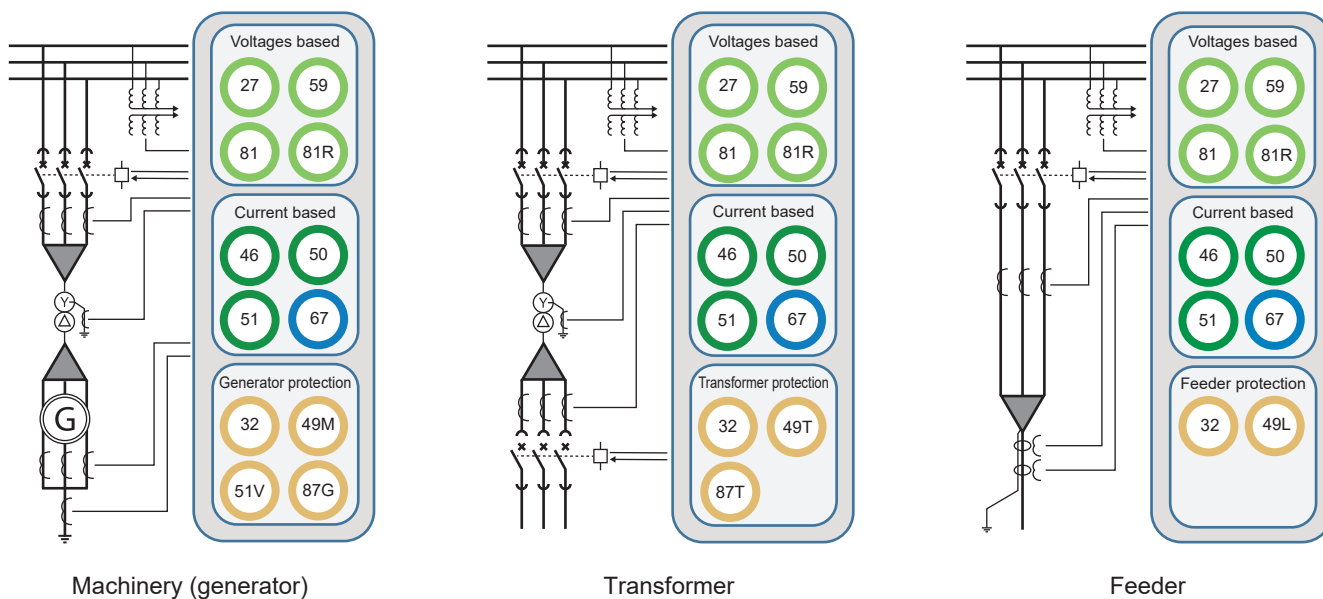 Voltages based
27 59
81 81R
Current based
46 50
51 67
Generator protection
32 49M
51V 87G
Y
Δ
G
Machinery (generator)
Voltages based
27 59
81 81R
Current based
46 50
51 67
Transformer protection
32 49T
87T
Y
Δ
Transformer
Voltages based
27 59
81 81R
Current based
46 50
51 67
Feeder protection
32 49L
Feeder